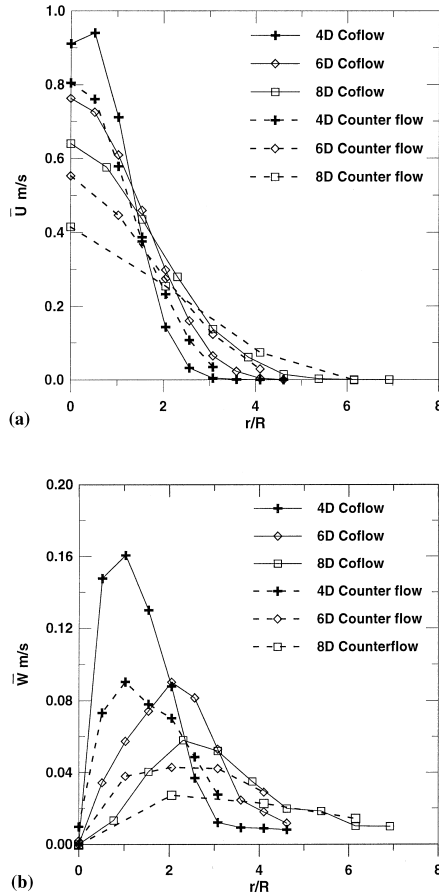 1.0
0.8
0.6
0.4
0.2
0.0
U m/s
4D Coflow
6D Coflow
8D Coflow
4D Counter flow
6D Counter flow
8D Counter flow
0 2 4 6 8
r/R
(a)
0.20
0.16
0.12
0.08
0.04
0.00
W m/s
4D Coflow
6D Coflow
8D Coflow
4D Counter flow
6D Counter flow
8D Counterflow
0 2 4 6 8
r/R
(b)